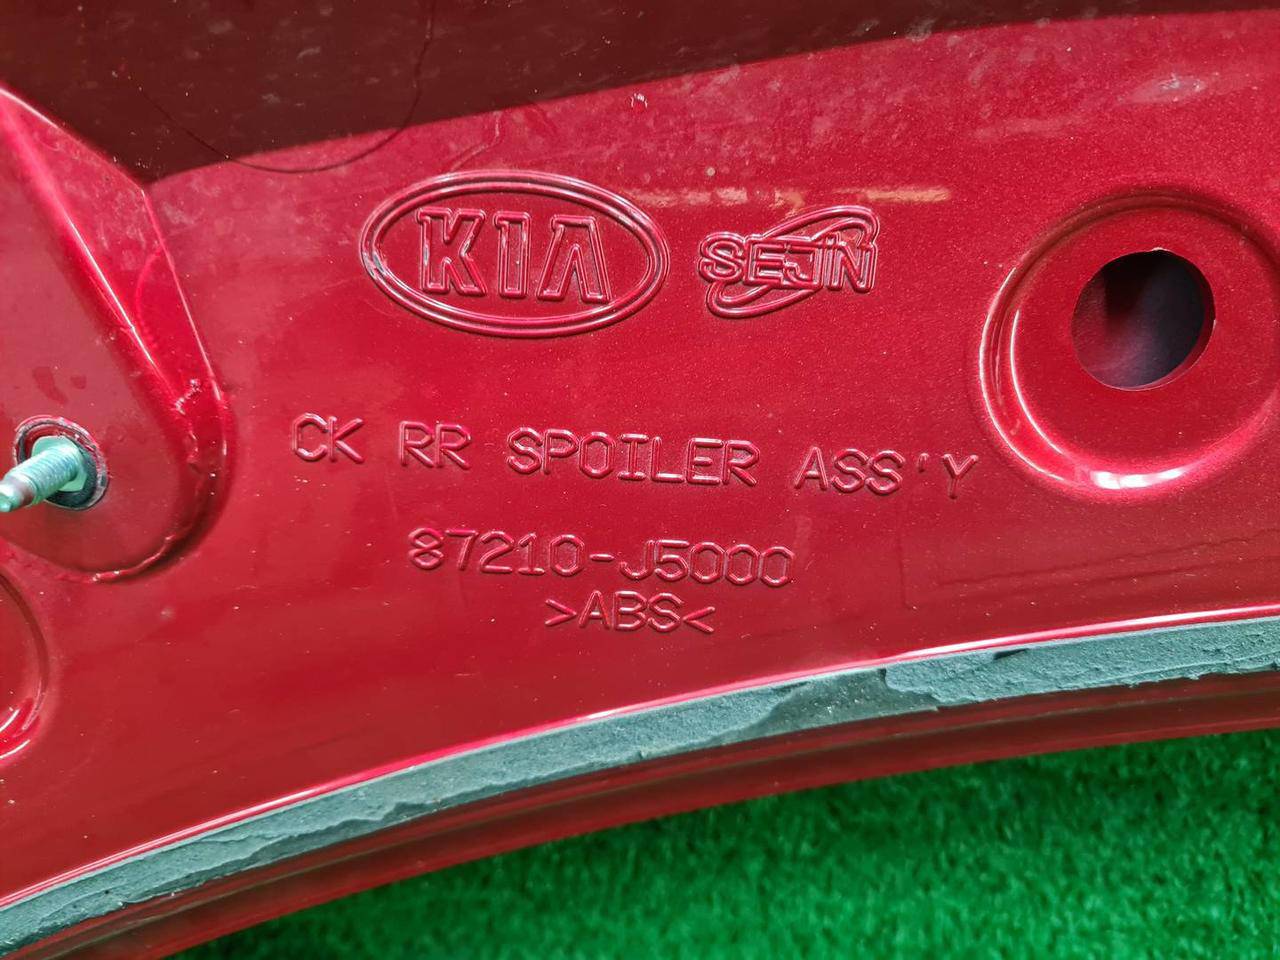 KIA SEJIN
CK RR SPOILER ASS'Y
87210-J5000
>ABS<